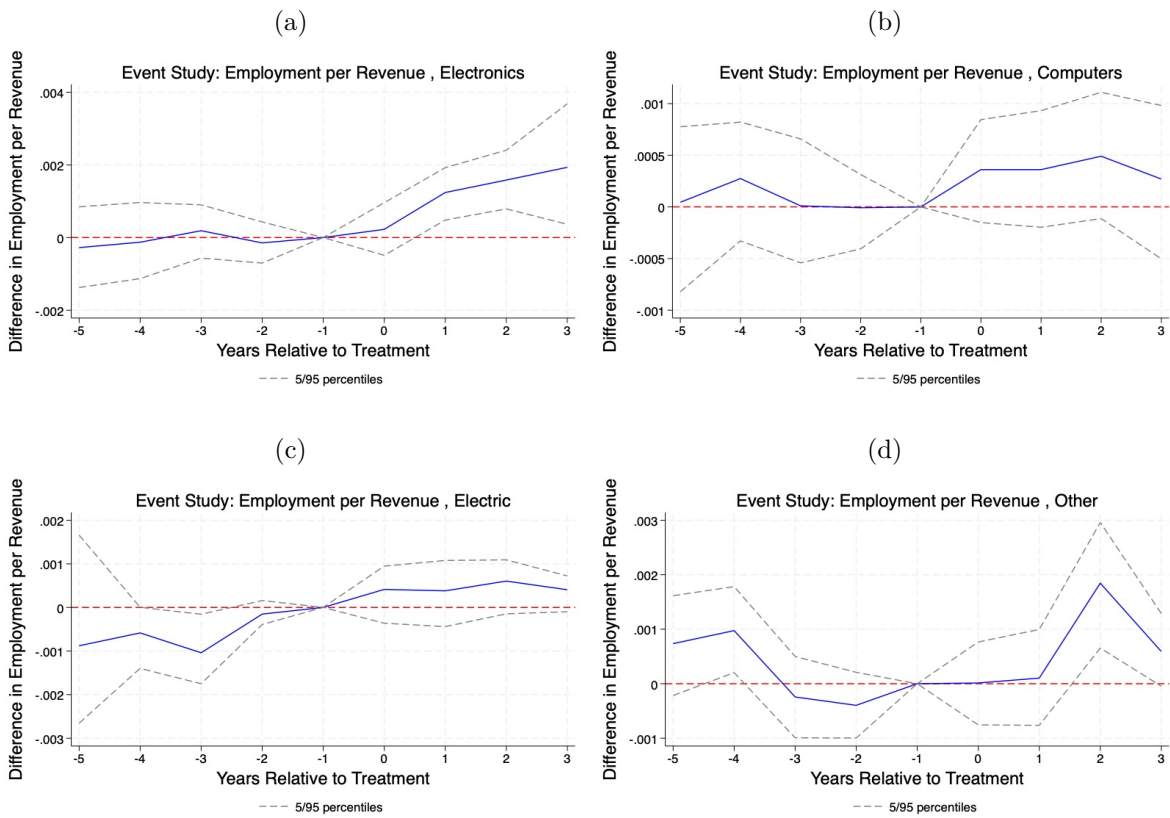 (a)
Event Study: Employment per Revenue , Electronics
Difference in Employment per Revenue
.004
.002
0
-.002
-5 -4 -3 -2 -1 0 1 2 3
Years Relative to Treatment
5/95 percentiles
(b)
Event Study: Employment per Revenue , Computers
Difference in Employment per Revenue
.001
.0005
0
-.0005
-.001
-5 -4 -3 -2 -1 0 1 2 3
Years Relative to Treatment
5/95 percentiles
(c)
Event Study: Employment per Revenue , Electric
Difference in Employment per Revenue
.002
.001
0
-.001
-.002
-.003
-5 -4 -3 -2 -1 0 1 2 3
Years Relative to Treatment
5/95 percentiles
(d)
Event Study: Employment per Revenue , Other
Difference in Employment per Revenue
.003
.002
.001
0
-.001
-5 -4 -3 -2 -1 0 1 2 3
Years Relative to Treatment
5/95 percentiles